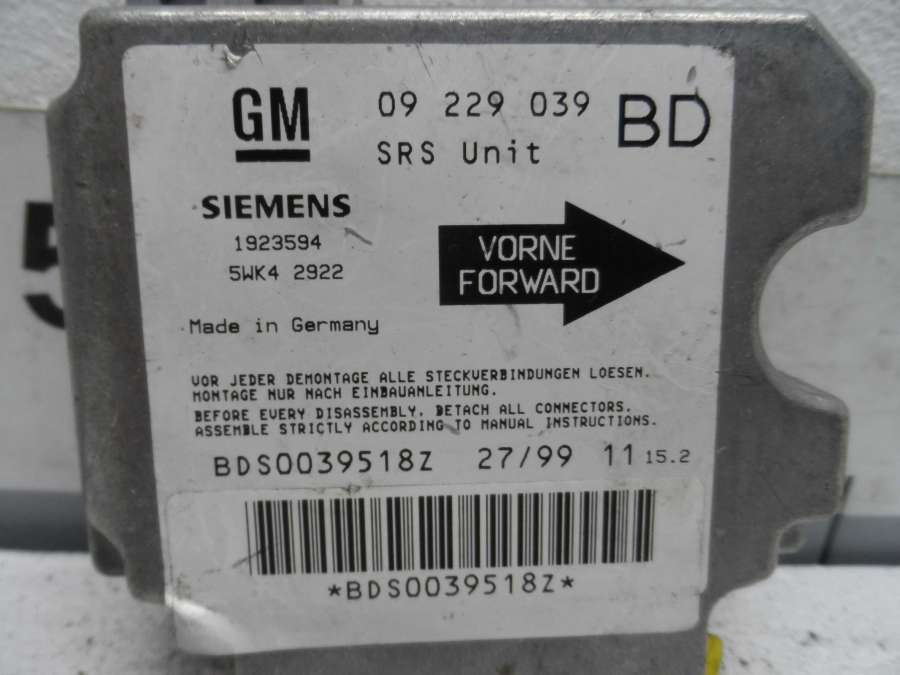 GM
09 229 039
BD
SRS Unit
SIEMENS
1923594
5WK4 2922
VORNE
FORWARD
Made in Germany
VOR JEDER DEMONTAGE ALLE STECKVERBINDUNGEN LOESEN.
MONTAGE NUR NACH EINBAUANLEITUNG.
BEFORE EVERY DISASSEMBLY, DETACH ALL CONNECTORS.
ASSEMBLE STRICTLY ACCORDING TO MANUAL INSTRUCTIONS.
BDS0039518Z 27/99 11 15.2
*BDS0039518Z*
5